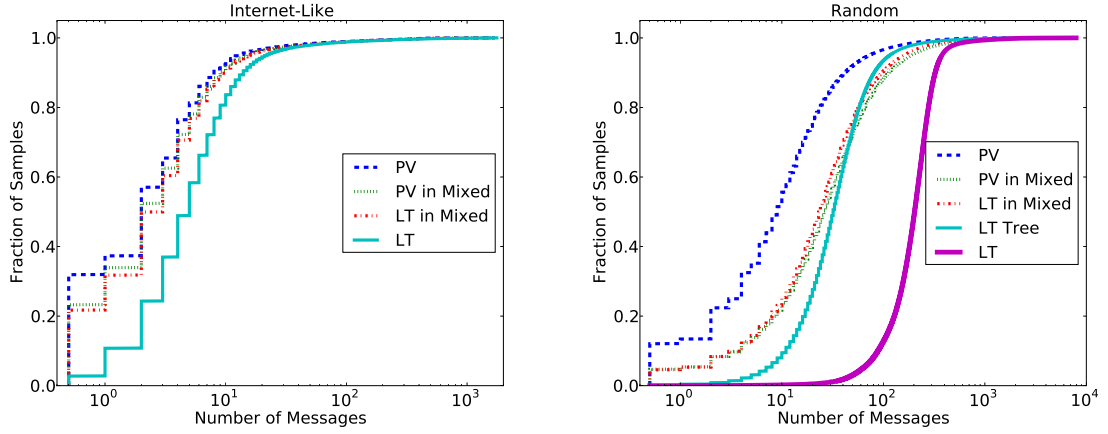 Internet-Like
Fraction of Samples
1.0
0.8
0.6
0.4
0.2
0.0
PV
PV in Mixed
LT in Mixed
LT
10^0
10^1
10^2
10^3
Number of Messages
Random
Fraction of Samples
1.0
0.8
0.6
0.4
0.2
0.0
PV
PV in Mixed
LT in Mixed
LT Tree
LT
10^0
10^1
10^2
10^3
10^4
Number of Messages